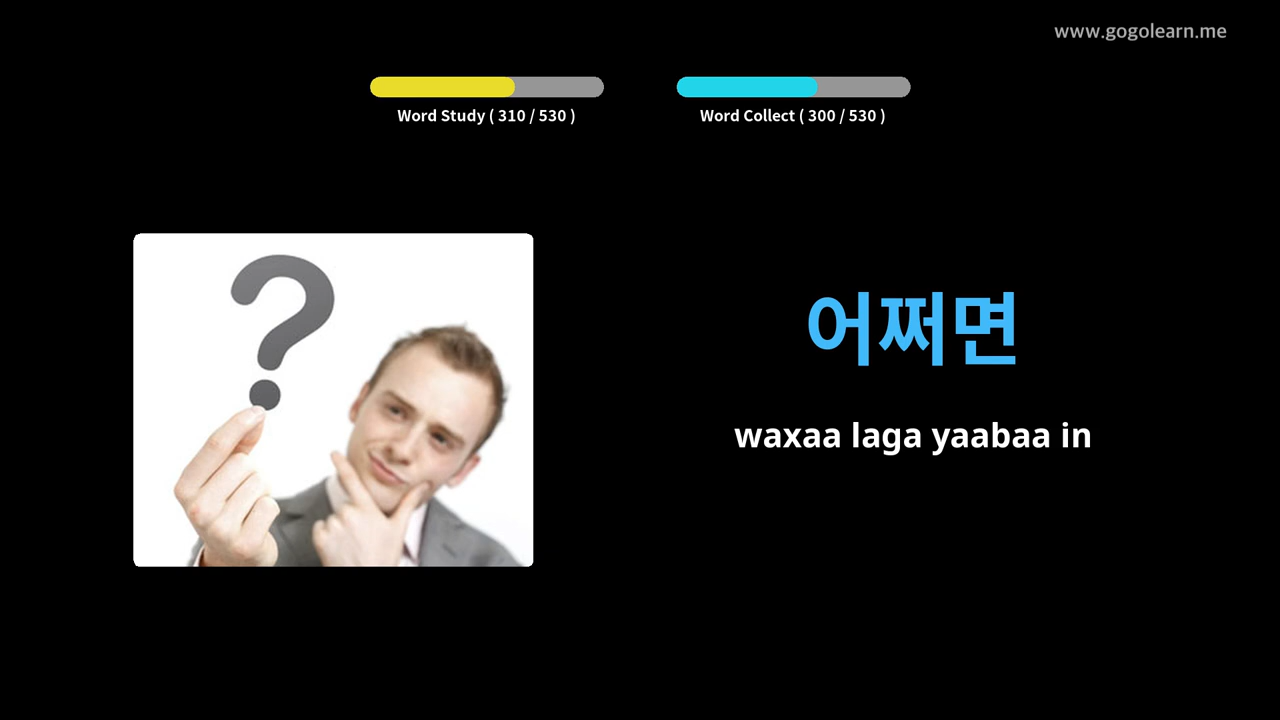 www.gogolearn.me
Word Study ( 310 / 530 )
Word Collect ( 300 / 530 )
?
어쩌면
waxaa laga yaabaa in